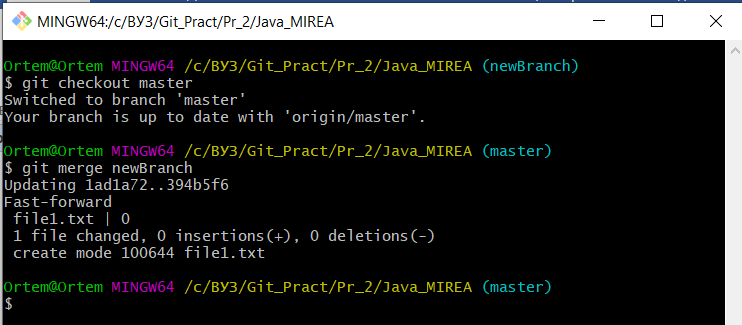 MINGW64:/c/ВУЗ/Git_Pract/Pr_2/Java_MIREA
Ortem@Ortem MINGW64 /c/ВУЗ/Git_Pract/Pr_2/Java_MIREA (newBranch)
$ git checkout master
Switched to branch 'master'
Your branch is up to date with 'origin/master'.
Ortem@Ortem MINGW64 /c/ВУЗ/Git_Pract/Pr_2/Java_MIREA (master)
$ git merge newBranch
Updating 1ad1a72..394b5f6
Fast-forward
 file1.txt | 0
 1 file changed, 0 insertions(+), 0 deletions(-)
 create mode 100644 file1.txt
Ortem@Ortem MINGW64 /c/ВУЗ/Git_Pract/Pr_2/Java_MIREA (master)
$